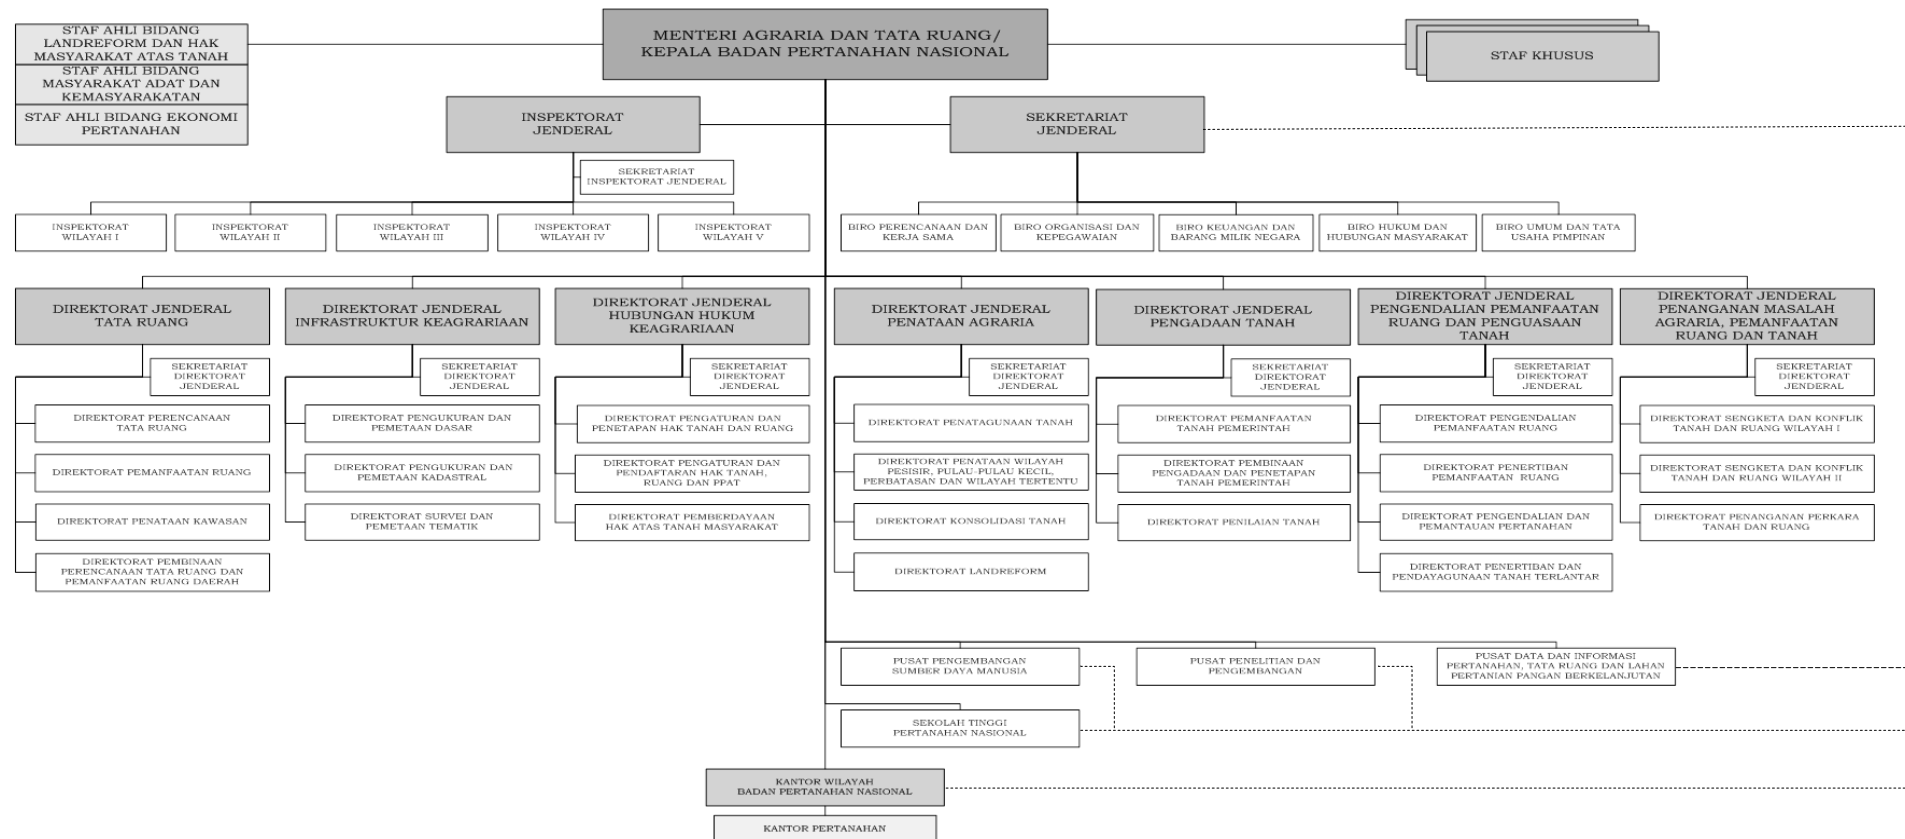 STAF AHLI BIDANG
LANDREFORM DAN HAK
MASYARAKAT ATAS TANAH
STAF AHLI BIDANG
MASYARAKAT ADAT DAN
KEMASYARAKATAN
STAF AHLI BIDANG EKONOMI
PERTANAHAN
MENTERI AGRARIA DAN TATA RUANG/
KEPALA BADAN PERTANAHAN NASIONAL
STAF KHUSUS
INSPEKTORAT
JENDERAL
SEKRETARIAT
JENDERAL
SEKRETARIAT
INSPEKTORAT JENDERAL
INSPEKTORAT
WILAYAH I
INSPEKTORAT
WILAYAH II
INSPEKTORAT
WILAYAH III
INSPEKTORAT
WILAYAH IV
INSPEKTORAT
WILAYAH V
BIRO PERENCANAAN DAN
KERJA SAMA
BIRO ORGANISASI DAN
KEPEGAWAIAN
BIRO KEUANGAN DAN
BARANG MILIK NEGARA
BIRO HUKUM DAN
HUBUNGAN MASYARAKAT
BIRO UMUM DAN TATA
USAHA PIMPINAN
DIREKTORAT JENDERAL
TATA RUANG
SEKRETARIAT
DIREKTORAT
JENDERAL
DIREKTORAT PERENCANAAN
TATA RUANG
DIREKTORAT PEMANFAATAN RUANG
DIREKTORAT PENATAAN KAWASAN
DIREKTORAT PEMBINAAN
PERENCANAAN TATA RUANG DAN
PEMANFAATAN RUANG DAERAH
DIREKTORAT JENDERAL
INFRASTRUKTUR KEAGRARIAAN
SEKRETARIAT
DIREKTORAT
JENDERAL
DIREKTORAT PENGUKURAN DAN
PEMETAAN DASAR
DIREKTORAT PENGUKURAN DAN
PEMETAAN KADASTRAL
DIREKTORAT SURVEI DAN
PEMETAAN TEMATIK
DIREKTORAT JENDERAL
HUBUNGAN HUKUM
KEAGRARIAAN
SEKRETARIAT
DIREKTORAT
JENDERAL
DIREKTORAT PENGATURAN DAN
PENETAPAN HAK TANAH DAN RUANG
DIREKTORAT PENGATURAN DAN
PENDAFTARAN HAK TANAH,
RUANG DAN PPAT
DIREKTORAT PEMBERDAYAAN
HAK ATAS TANAH MASYARAKAT
DIREKTORAT JENDERAL
PENATAAN AGRARIA
SEKRETARIAT
DIREKTORAT
JENDERAL
DIREKTORAT PENATAGUNAAN TANAH
DIREKTORAT PENATAAN WILAYAH
PESISIR, PULAU-PULAU KECIL,
PERBATASAN DAN WILAYAH TERTENTU
DIREKTORAT KONSOLIDASI TANAH
DIREKTORAT LANDREFORM
DIREKTORAT JENDERAL
PENGADAAN TANAH
SEKRETARIAT
DIREKTORAT
JENDERAL
DIREKTORAT PEMANFAATAN
TANAH PEMERINTAH
DIREKTORAT PEMBINAAN
PENGADAAN DAN PENETAPAN
TANAH PEMERINTAH
DIREKTORAT PENILAIAN TANAH
DIREKTORAT JENDERAL
PENGENDALIAN PEMANFAATAN
RUANG DAN PENGUASAAN
TANAH
SEKRETARIAT
DIREKTORAT
JENDERAL
DIREKTORAT PENGENDALIAN
PEMANFAATAN RUANG
DIREKTORAT PENERTIBAN
PEMANFAATAN RUANG
DIREKTORAT PENGENDALIAN DAN
PEMANTAUAN PERTANAHAN
DIREKTORAT PENERTIBAN DAN
PENDAYAGUNAAN TANAH TERLANTAR
DIREKTORAT JENDERAL
PENANGANAN MASALAH
AGRARIA, PEMANFAATAN
RUANG DAN TANAH
SEKRETARIAT
DIREKTORAT
JENDERAL
DIREKTORAT SENGKETA DAN KONFLIK
TANAH DAN RUANG WILAYAH I
DIREKTORAT SENGKETA DAN KONFLIK
TANAH DAN RUANG WILAYAH II
DIREKTORAT PENANGANAN PERKARA
TANAH DAN RUANG
PUSAT PENGEMBANGAN
SUMBER DAYA MANUSIA
PUSAT PENELITIAN DAN
PENGEMBANGAN
PUSAT DATA DAN INFORMASI
PERTANAHAN, TATA RUANG DAN LAHAN
PERTANIAN PANGAN BERKELANJUTAN
SEKOLAH TINGGI
PERTANAHAN NASIONAL
KANTOR WILAYAH
BADAN PERTANAHAN NASIONAL
KANTOR PERTANAHAN